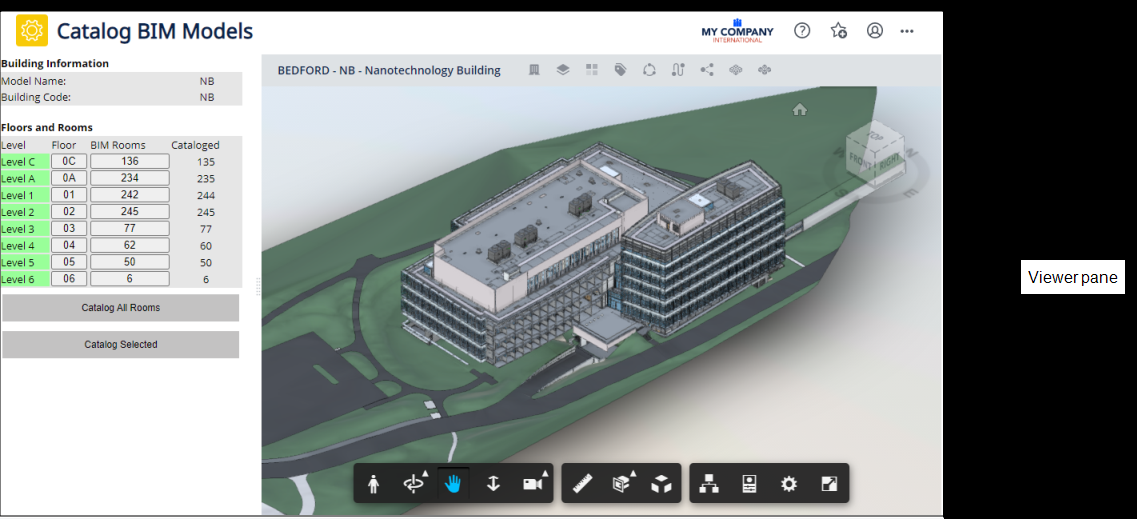 Catalog BIM Models
MY COMPANY
INTERNATIONAL
Building Information
Model Name: NB
Building Code: NB
Floors and Rooms
Level Floor BIM Rooms Cataloged
Level C 0C 136 135
Level A 0A 234 235
Level 1 01 242 244
Level 2 02 245 245
Level 3 03 77 77
Level 4 04 62 60
Level 5 05 50 50
Level 6 06 6 6
Catalog All Rooms
Catalog Selected
BEDFORD - NB - Nanotechnology Building
TOP
FRONT
RIGHT
Viewer pane